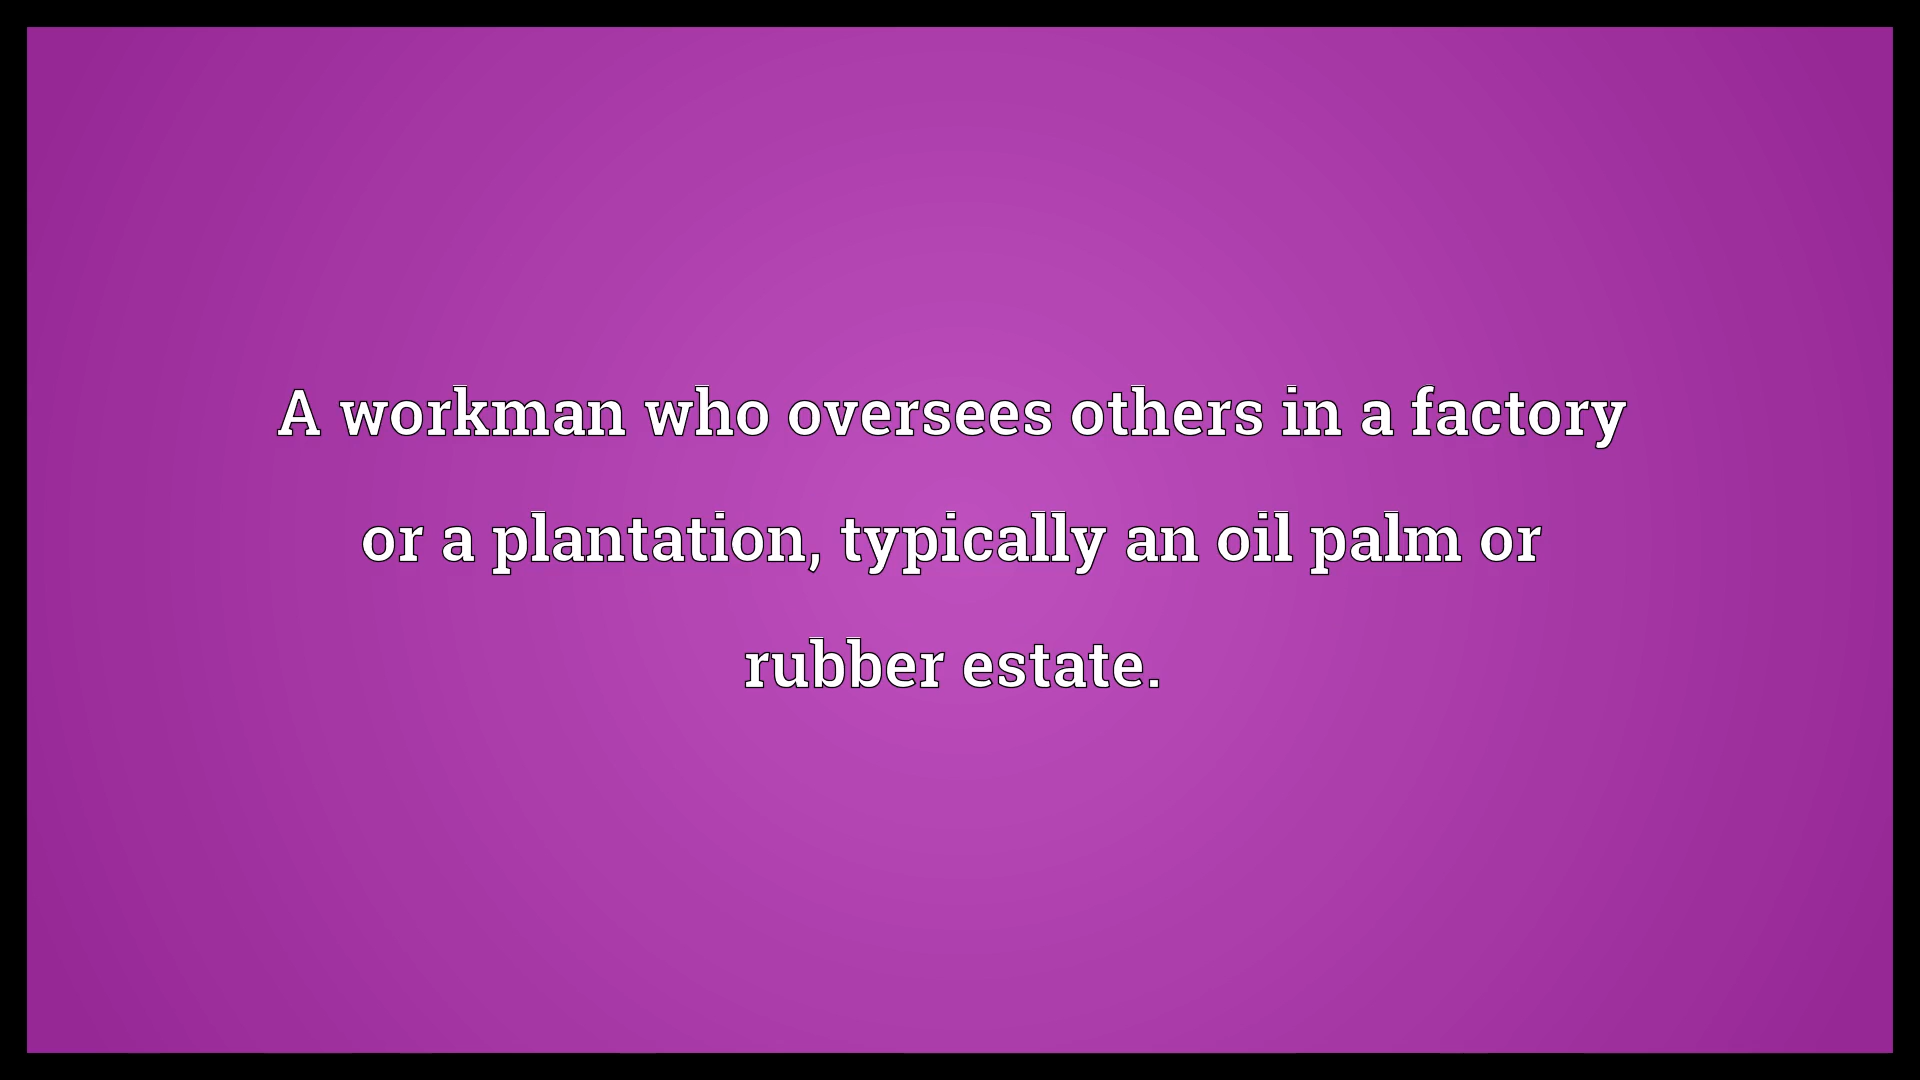 A workman who oversees others in a factory
or a plantation, typically an oil palm or
rubber estate.